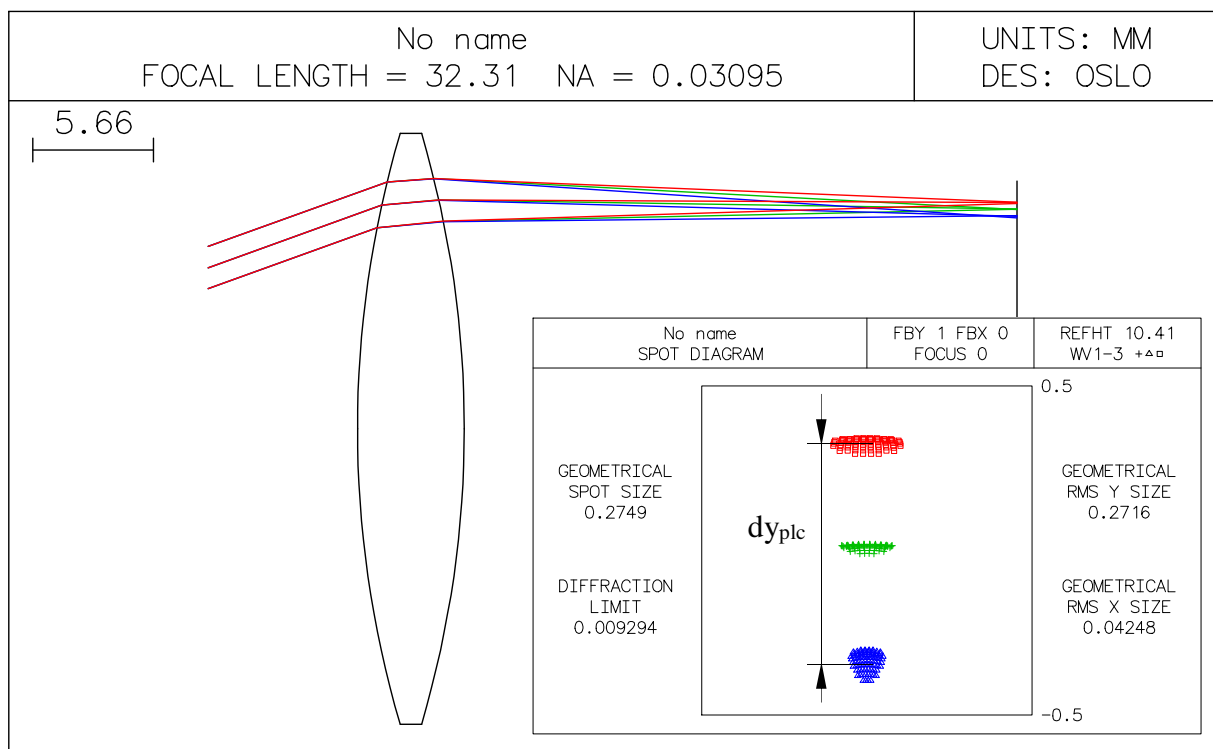 No name
FOCAL LENGTH = 32.31 NA = 0.03095
UNITS: MM
DES: OSLO
5.66
No name
SPOT DIAGRAM
FBY 1 FBX 0
FOCUS 0
REFHT 10.41
WV1-3 +△□
0.5
GEOMETRICAL
SPOT SIZE
0.2749
DIFFRACTION
LIMIT
0.009294
dyplc
GEOMETRICAL
RMS Y SIZE
0.2716
GEOMETRICAL
RMS X SIZE
0.04248
-0.5